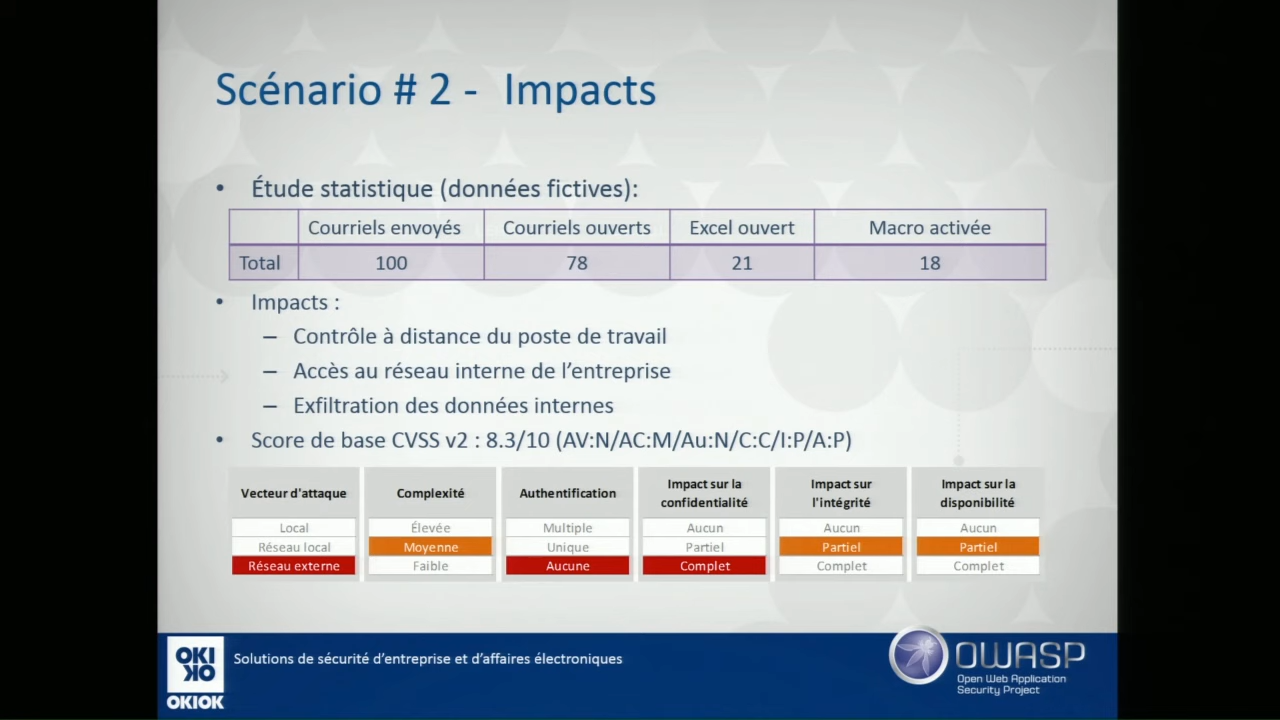 Scénario # 2 - Impacts
• Étude statistique (données fictives):
Courriels envoyés Courriels ouverts Excel ouvert Macro activée
Total 100 78 21 18
• Impacts :
– Contrôle à distance du poste de travail
– Accès au réseau interne de l'entreprise
– Exfiltration des données internes
• Score de base CVSS v2 : 8.3/10 (AV:N/AC:M/Au:N/C:C/I:P/A:P)
Vecteur d'attaque Complexité Authentification Impact sur la confidentialité Impact sur l'intégrité Impact sur la disponibilité
Local Élevée Multiple Aucun Aucun Aucun
Réseau local Moyenne Unique Partiel Partiel Partiel
Réseau externe Faible Aucune Complet Complet Complet
OKI
OK
OKIOK
Solutions de sécurité d'entreprise et d'affaires électroniques
OWASP
Open Web Application
Security Project